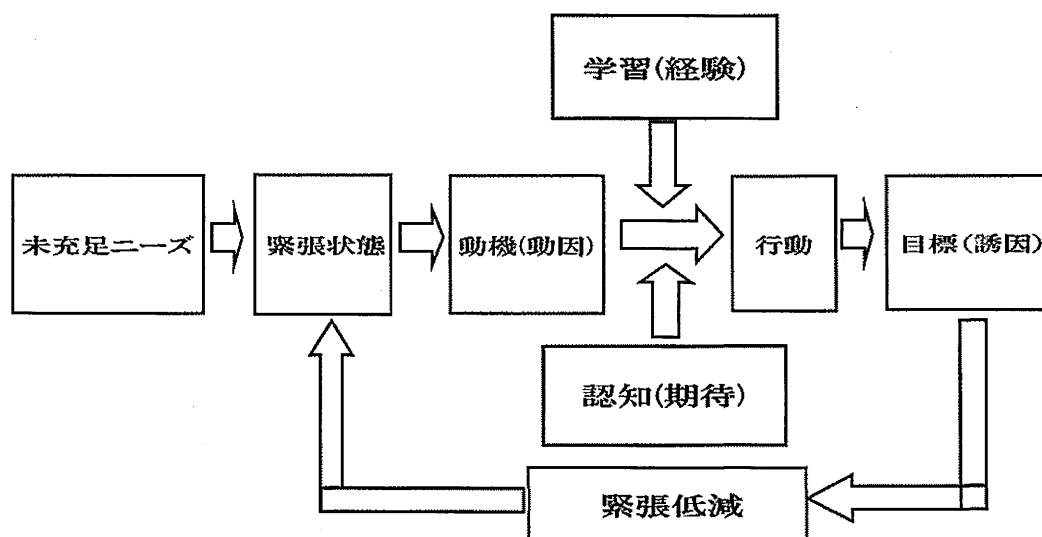 学習(経験)
未充足ニーズ
緊張状態
動機(動因)
行動
目標(誘因)
認知(期待)
緊張低減